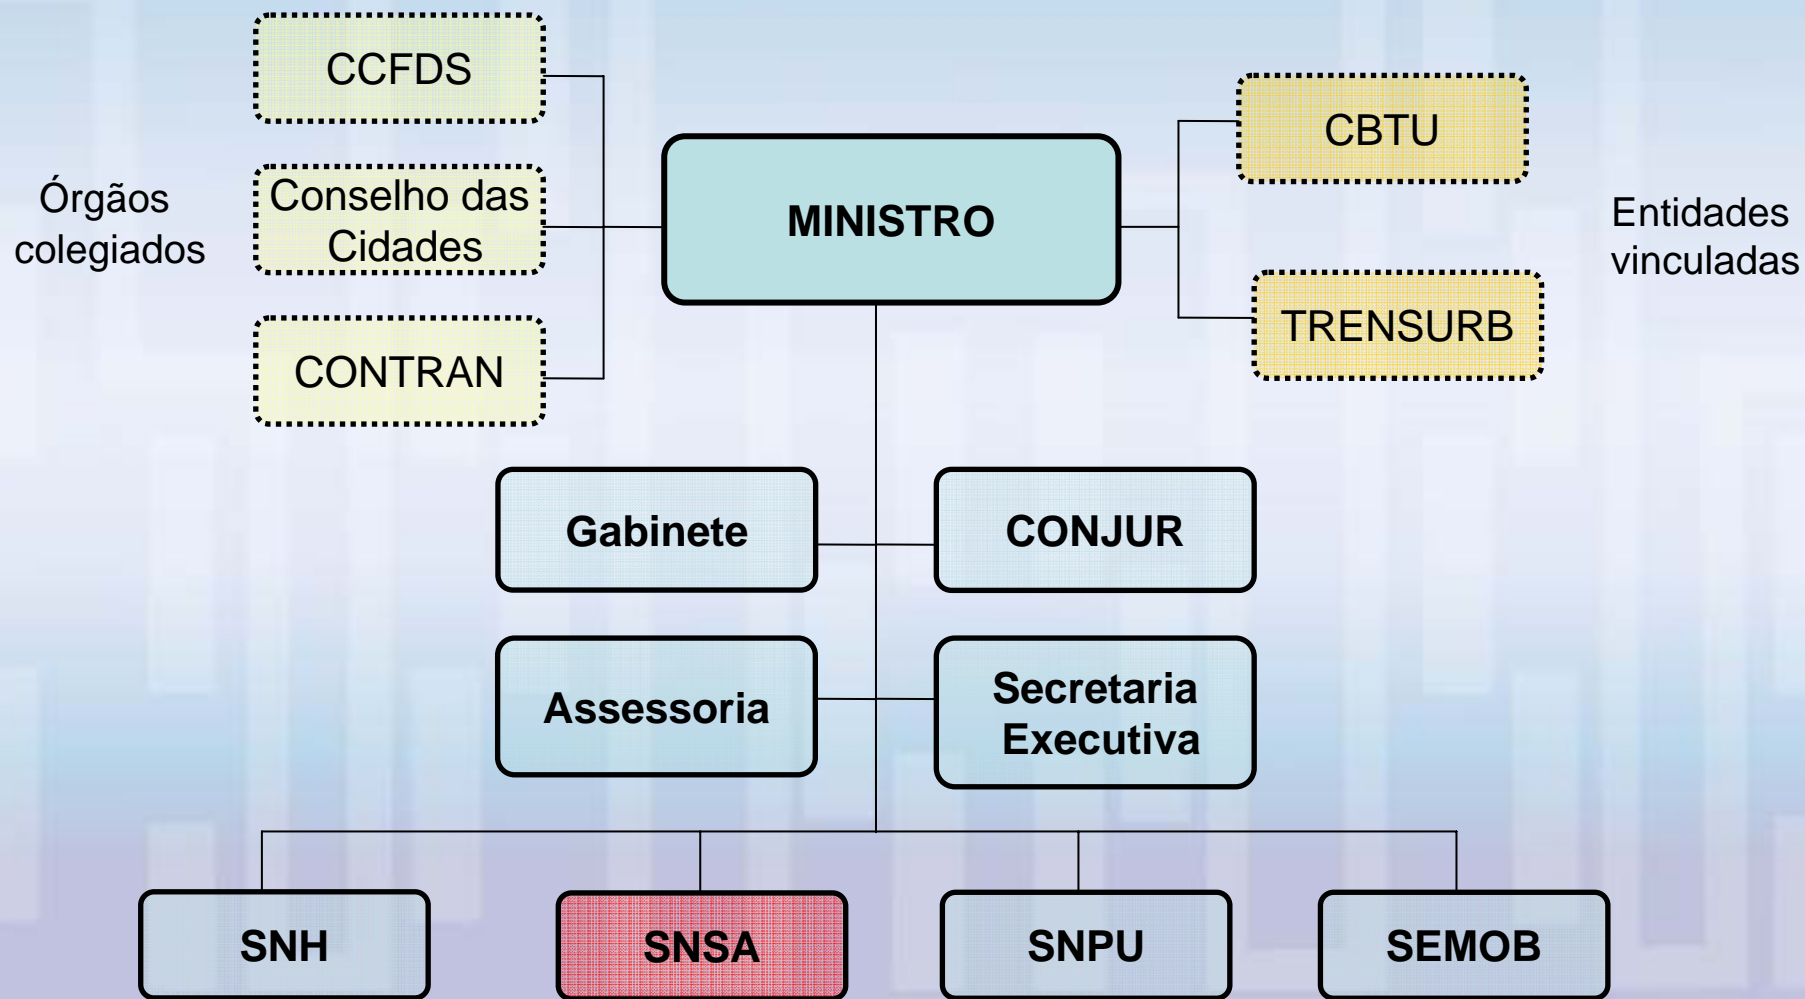 CCFDS
Órgãos
colegiados
Conselho das
Cidades
CONTRAN
MINISTRO
CBTU
TRENSURB
Entidades
vinculadas
Gabinete
CONJUR
Assessoria
Secretaria
Executiva
SNH
SNSA
SNPU
SEMOB